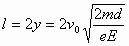 l = 2y = 2v₀√(2md/eE)